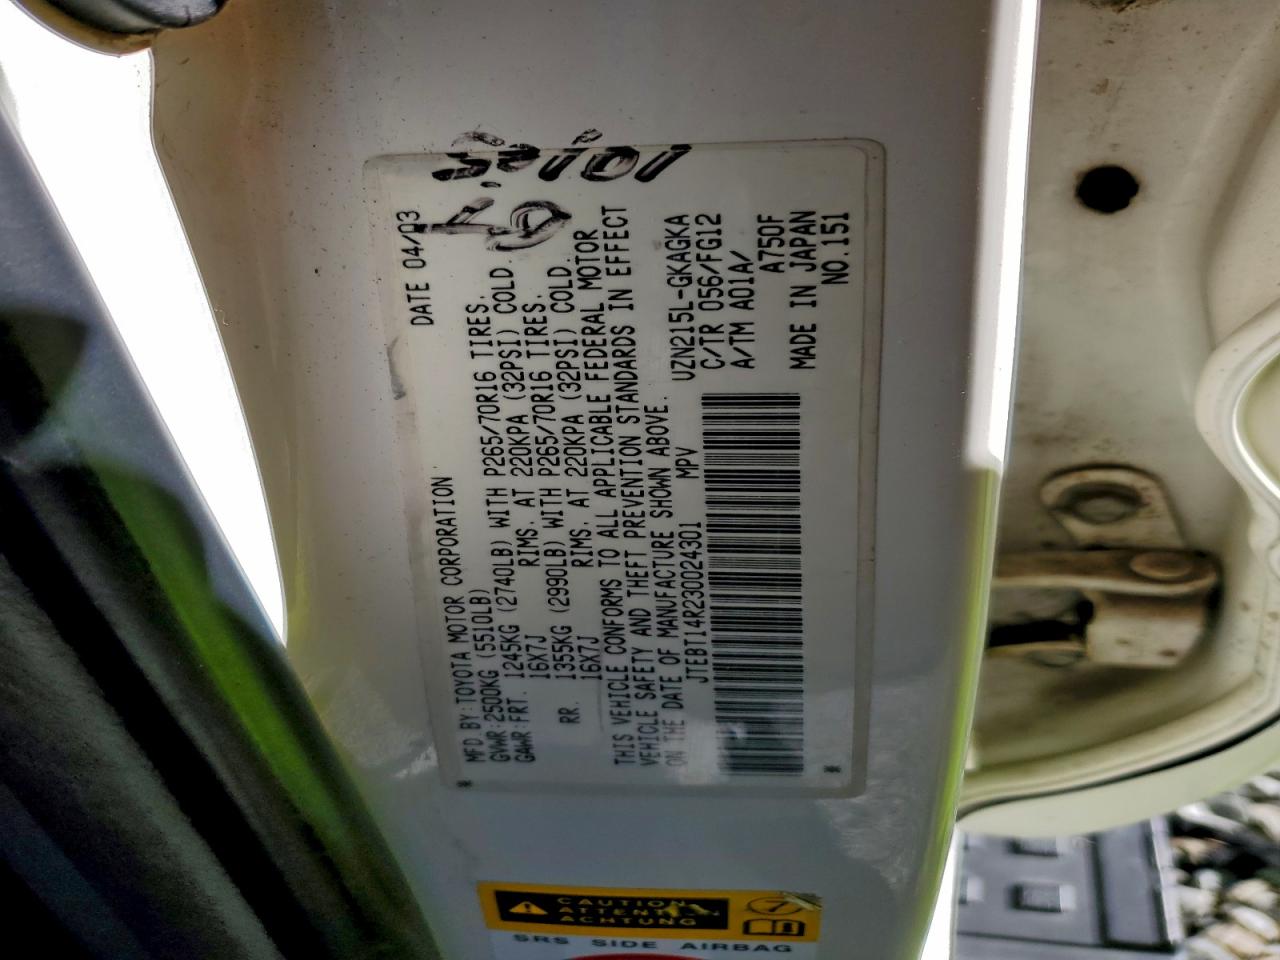 DATE 04/03
MFD BY: TOYOTA MOTOR CORPORATION
GVWR: 2500KG (5510LB)
GAWR: FRT. 1245KG (2740LB) WITH P265/70R16 TIRES.
16X7J RIMS. AT 220KPA (32PSI) COLD.
RR. 1355KG (2990LB) WITH P265/70R16 TIRES.
16X7J RIMS. AT 220KPA (32PSI) COLD.
THIS VEHICLE CONFORMS TO ALL APPLICABLE FEDERAL MOTOR
VEHICLE SAFETY AND THEFT PREVENTION STANDARDS IN EFFECT
ON THE DATE OF MANUFACTURE SHOWN ABOVE.
JTEBT14R230024301 MPV
UZN215L-GKAGKA
C/TR 056/FG12
A/TM A01A/
A750F
MADE IN JAPAN
NO.151
CAUTION
ATTENTION
ACHTUNG
SRS SIDE AIRBAG